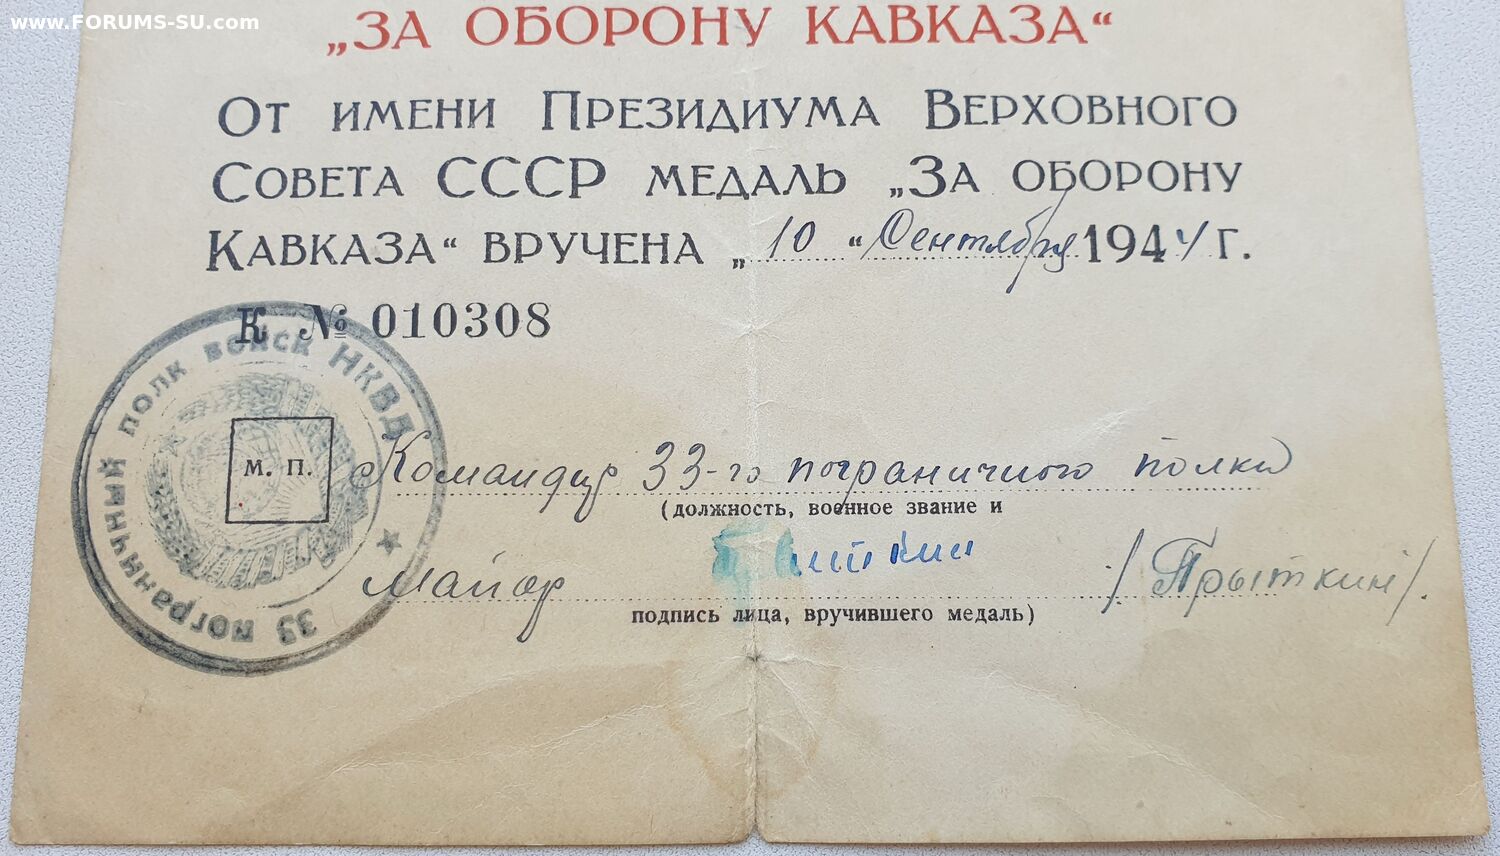 www.FORUMS-SU.com
„ЗА ОБОРОНУ КАВКАЗА“
От имени Президиума Верховного
Совета СССР медаль „За оборону
Кавказа“ вручена „10“ Сентября 1944 г.
К № 010308
33 пограничный полк войск НКВД
М. П.
Командир 33-го пограничного полка
(должность, военное звание и
майор Прыткин /Прыткин/.
подпись лица, вручившего медаль)